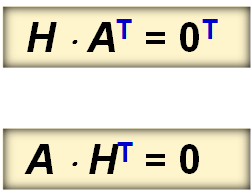 H · Aᵀ = 0ᵀ
A · Hᵀ = 0